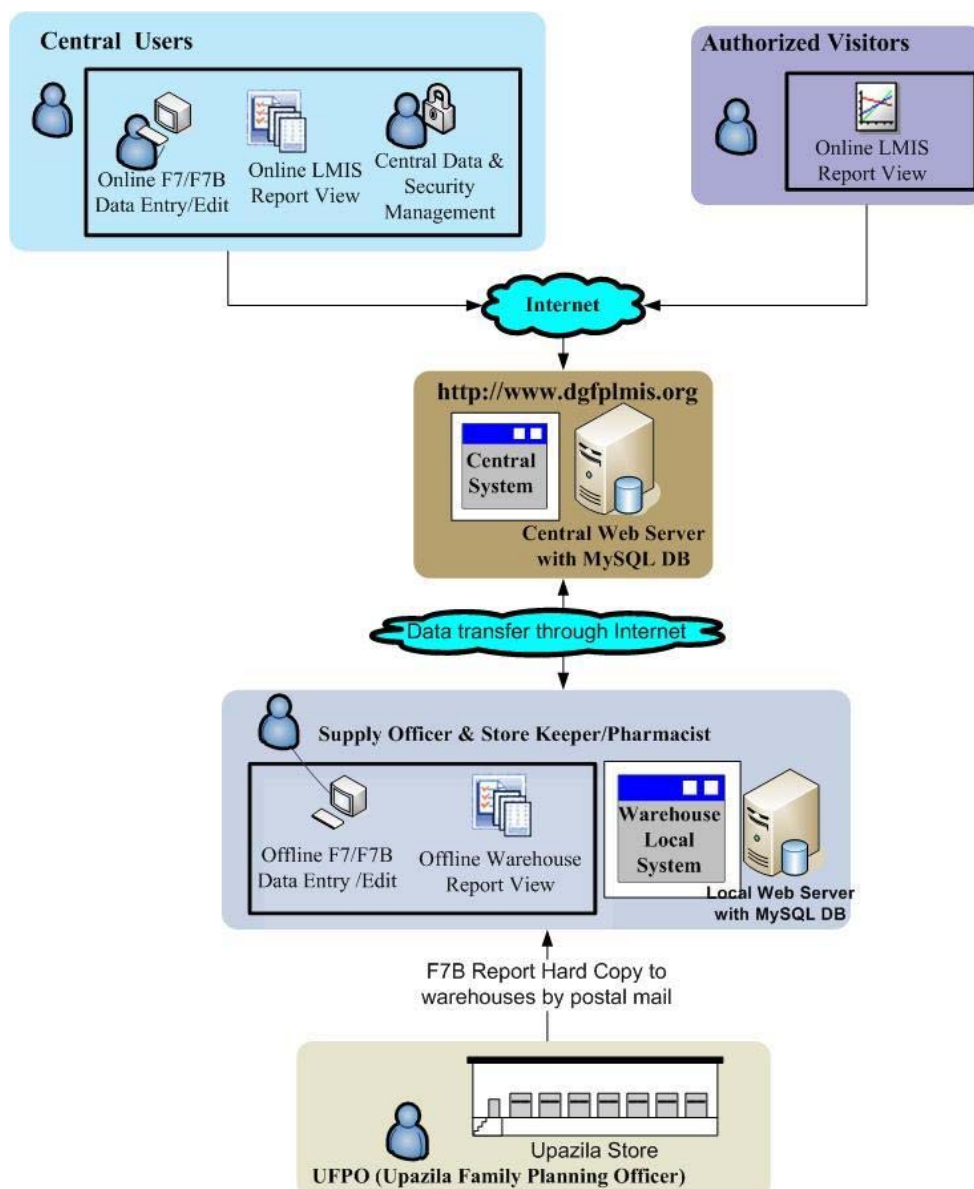 Central Users
Online F7/F7B
Data Entry/Edit
Online LMIS
Report View
Central Data &
Security
Management
Authorized Visitors
Online LMIS
Report View
Internet
http://www.dgfplmis.org
Central
System
Central Web Server
with MySQL DB
Data transfer through Internet
Supply Officer & Store Keeper/Pharmacist
Offline F7/F7B
Data Entry /Edit
Offline Warehouse
Report View
Warehouse
Local
System
Local Web Server
with MySQL DB
F7B Report Hard Copy to
warehouses by postal mail
Upazila Store
UFPO (Upazila Family Planning Officer)